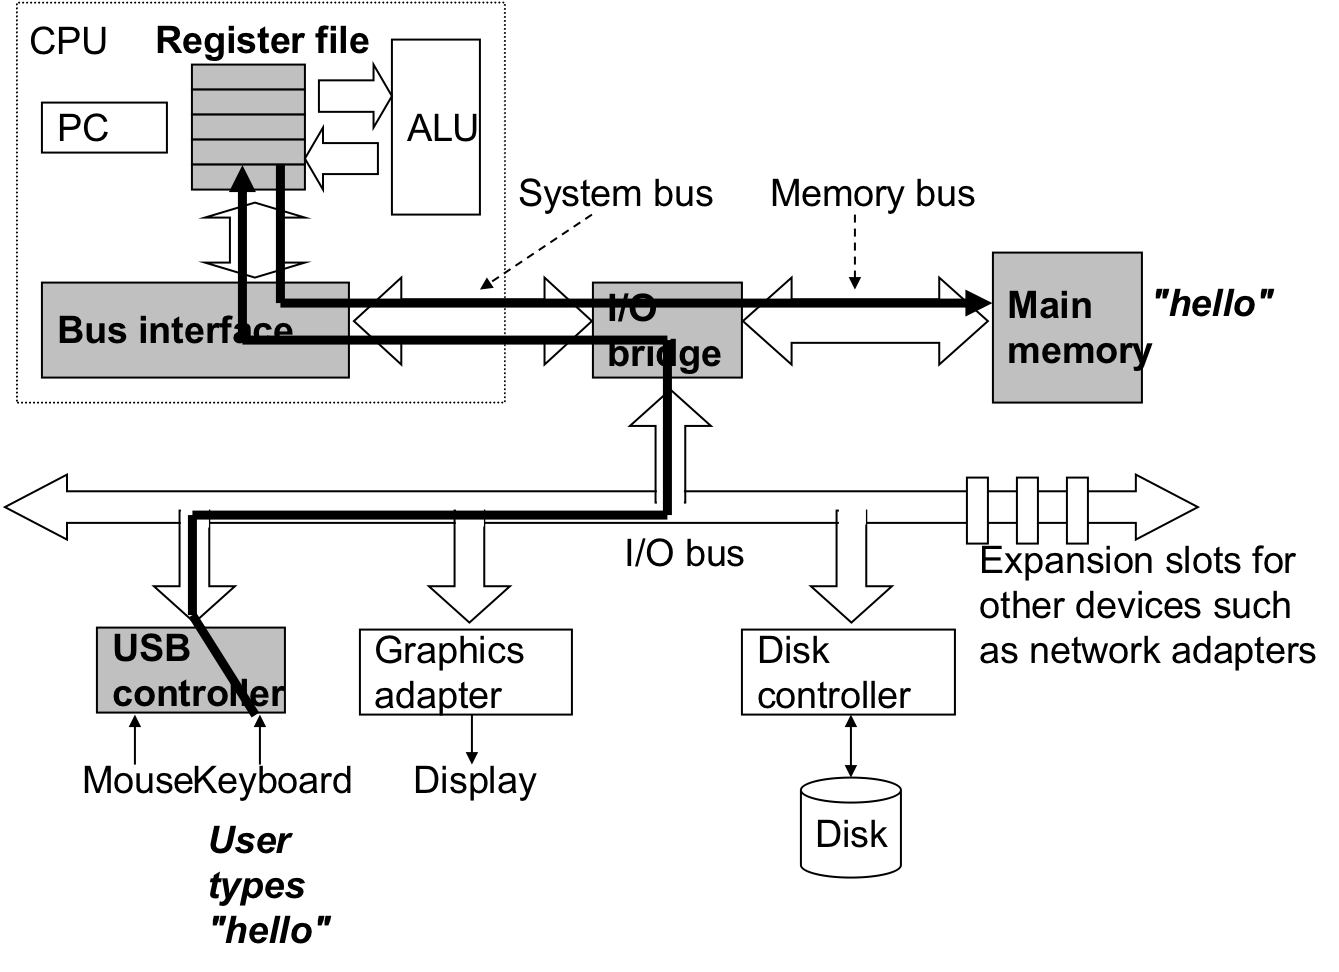 CPU
Register file
PC
ALU
System bus
Memory bus
Bus interface
I/O
bridge
Main
memory
"hello"
I/O bus
Expansion slots for
other devices such
as network adapters
USB
controller
Graphics
adapter
Disk
controller
Mouse
Keyboard
Display
Disk
User
types
"hello"